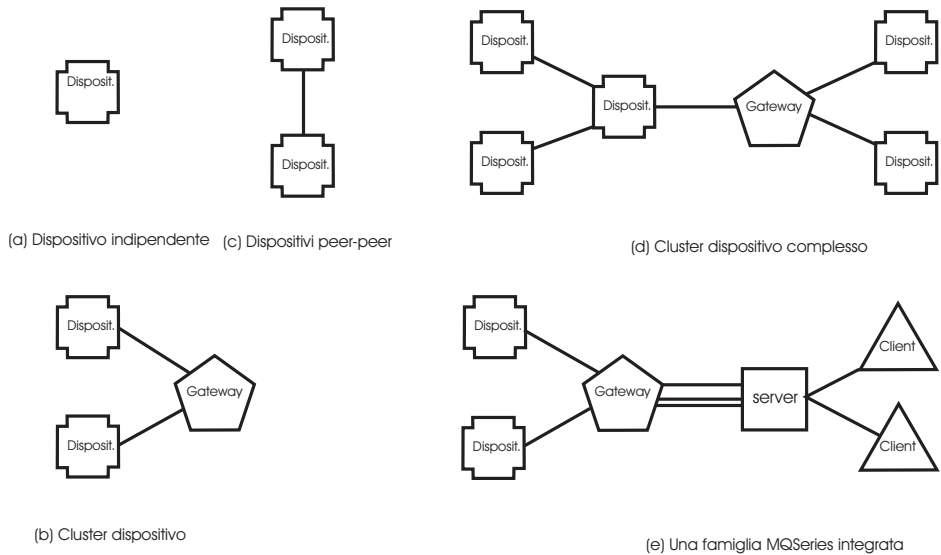 Disposit.
(a) Dispositivo indipendente
Disposit.
Disposit.
(c) Dispositivi peer-peer
Disposit.
Disposit.
Disposit.
Gateway
Disposit.
Disposit.
(d) Cluster dispositivo complesso
Disposit.
Gateway
Disposit.
(b) Cluster dispositivo
Disposit.
Gateway
Disposit.
server
Client
Client
(e) Una famiglia MQSeries integrata